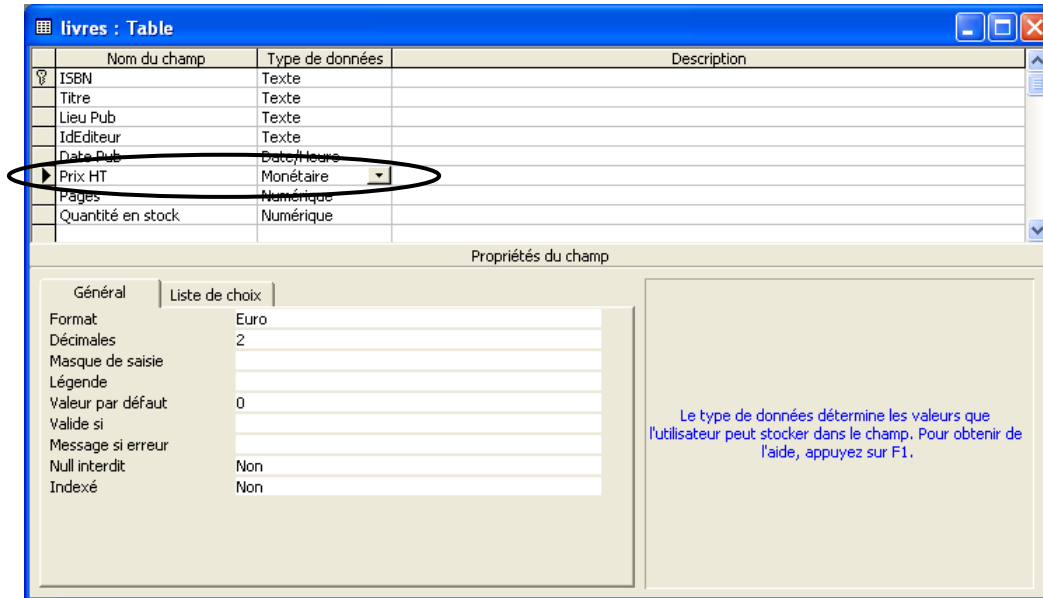 livres : Table
Nom du champ Type de données Description
ISBN Texte
Titre Texte
Lieu Pub Texte
IdEditeur Texte
Date Pub Date/Heure
Prix HT Monétaire
Pages Numérique
Quantité en stock Numérique
Propriétés du champ
Général Liste de choix
Format Euro
Décimales 2
Masque de saisie
Légende
Valeur par défaut 0
Valide si
Message si erreur
Null interdit Non
Indexé Non
Le type de données détermine les valeurs que
l'utilisateur peut stocker dans le champ. Pour obtenir de
l'aide, appuyez sur F1.